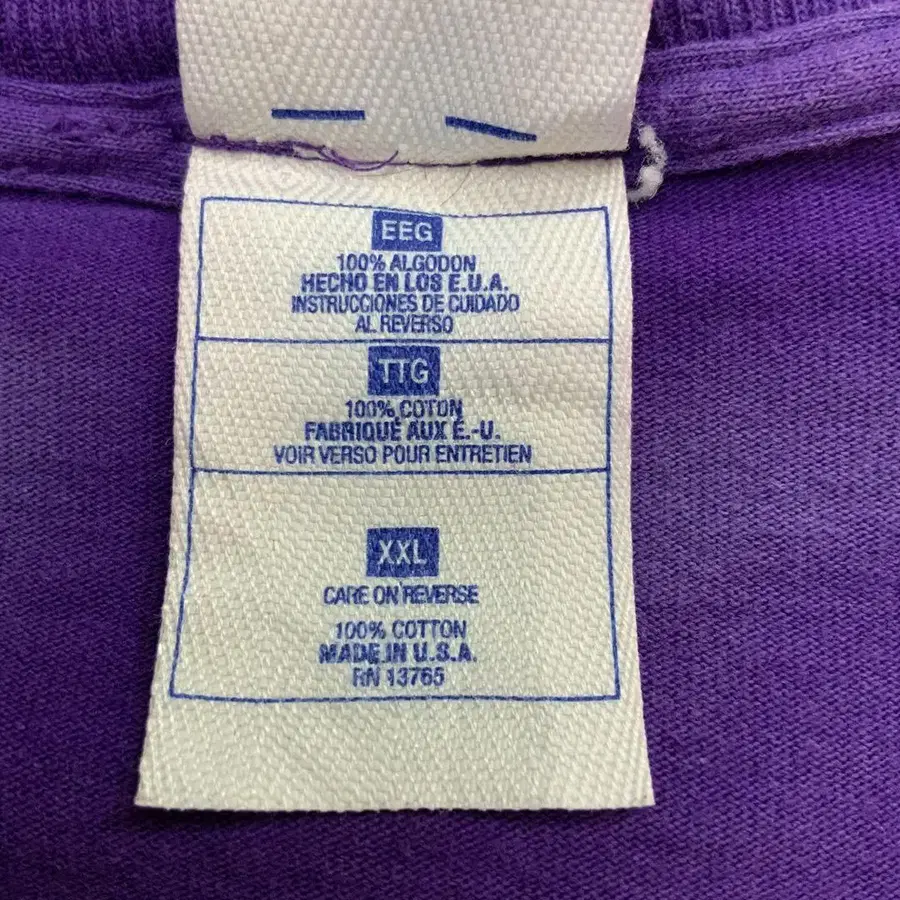 EEG
100% ALGODON
HECHO EN LOS E.U.A.
INSTRUCCIONES DE CUIDADO
AL REVERSO
TTG
100% COTON
FABRIQUÉ AUX É.-U.
VOIR VERSO POUR ENTRETIEN
XXL
CARE ON REVERSE
100% COTTON
MADE IN U.S.A.
RN 13765